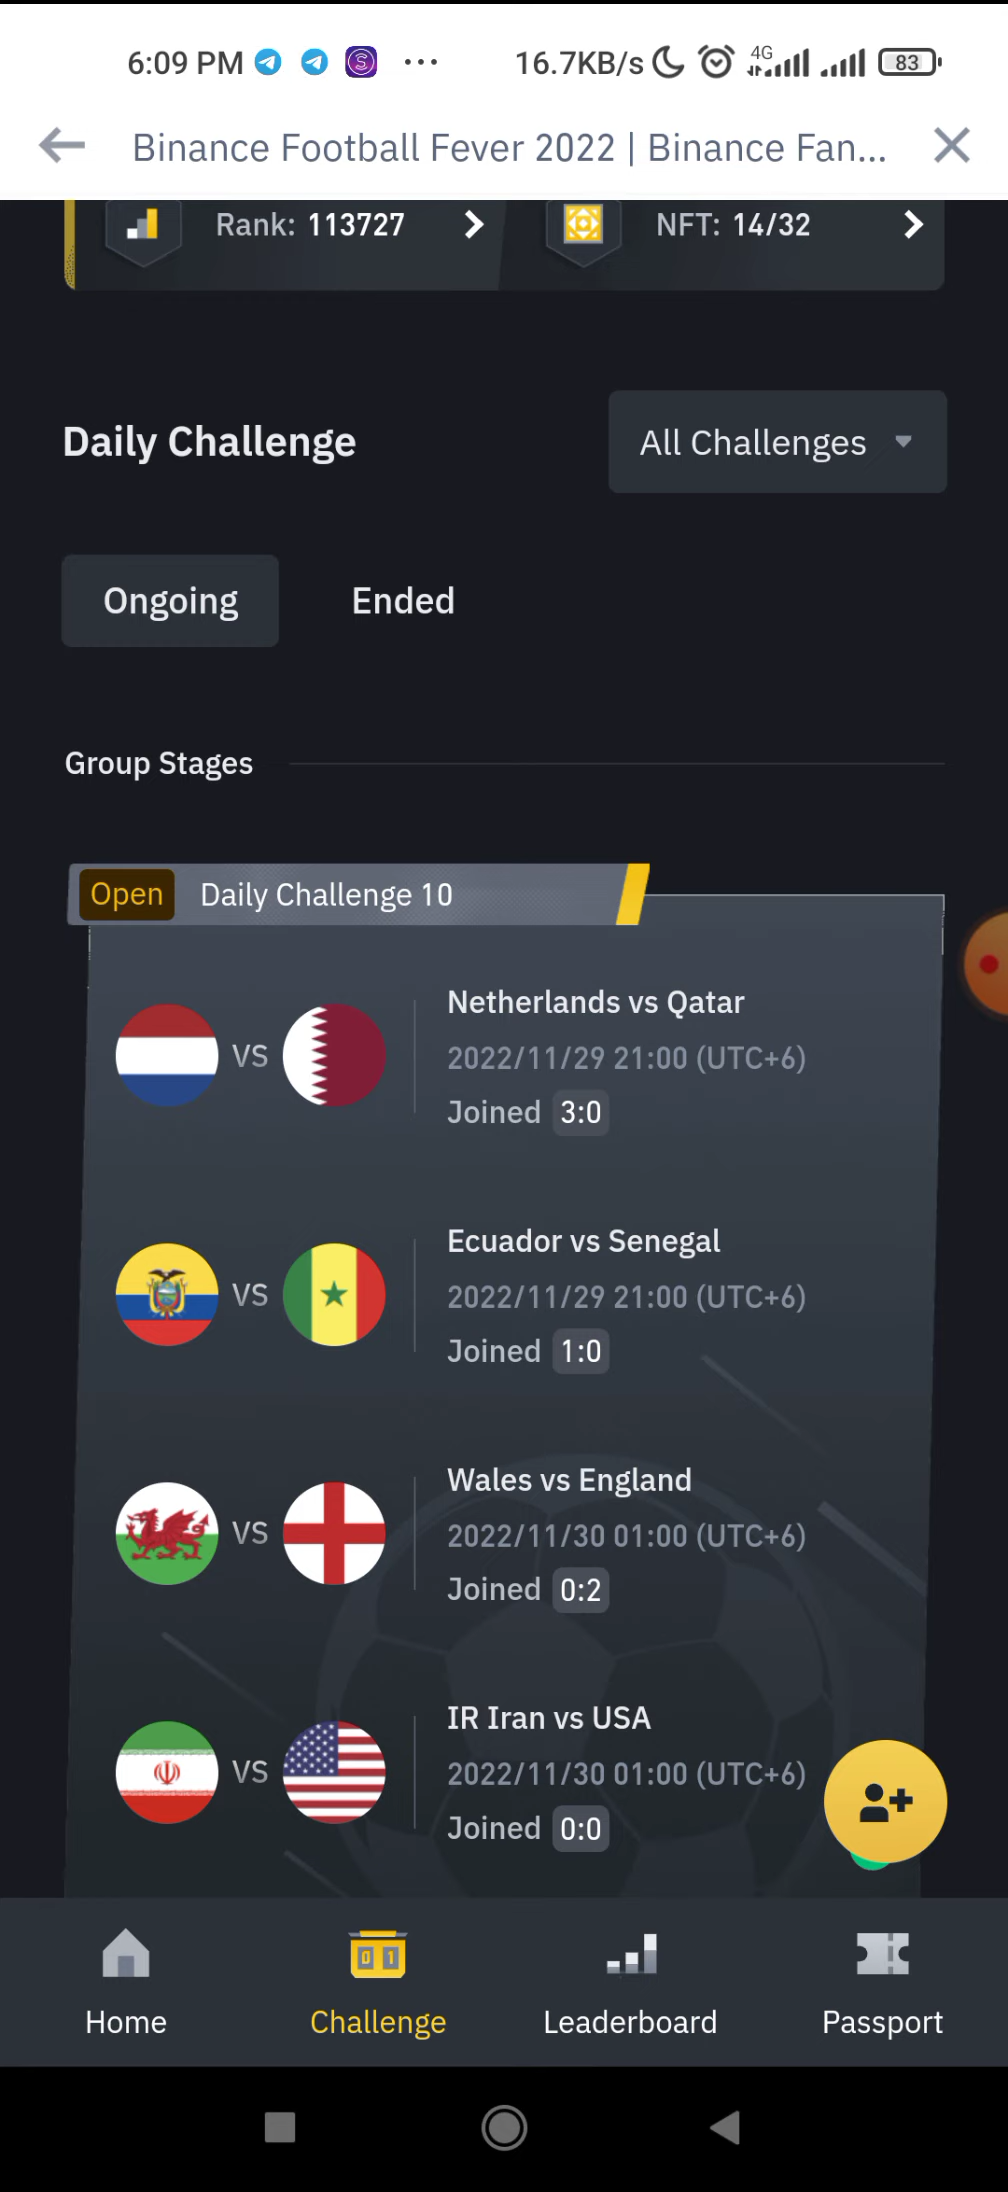 6:09 PM ... 16.7KB/s 4G 83
Binance Football Fever 2022 | Binance Fan...
Rank: 113727 NFT: 14/32
Daily Challenge All Challenges
Ongoing Ended
Group Stages
Open Daily Challenge 10
Netherlands vs Qatar
VS 2022/11/29 21:00 (UTC+6)
Joined 3:0
Ecuador vs Senegal
VS 2022/11/29 21:00 (UTC+6)
Joined 1:0
Wales vs England
VS 2022/11/30 01:00 (UTC+6)
Joined 0:2
IR Iran vs USA
VS 2022/11/30 01:00 (UTC+6)
Joined 0:0
0 1
Home Challenge Leaderboard Passport